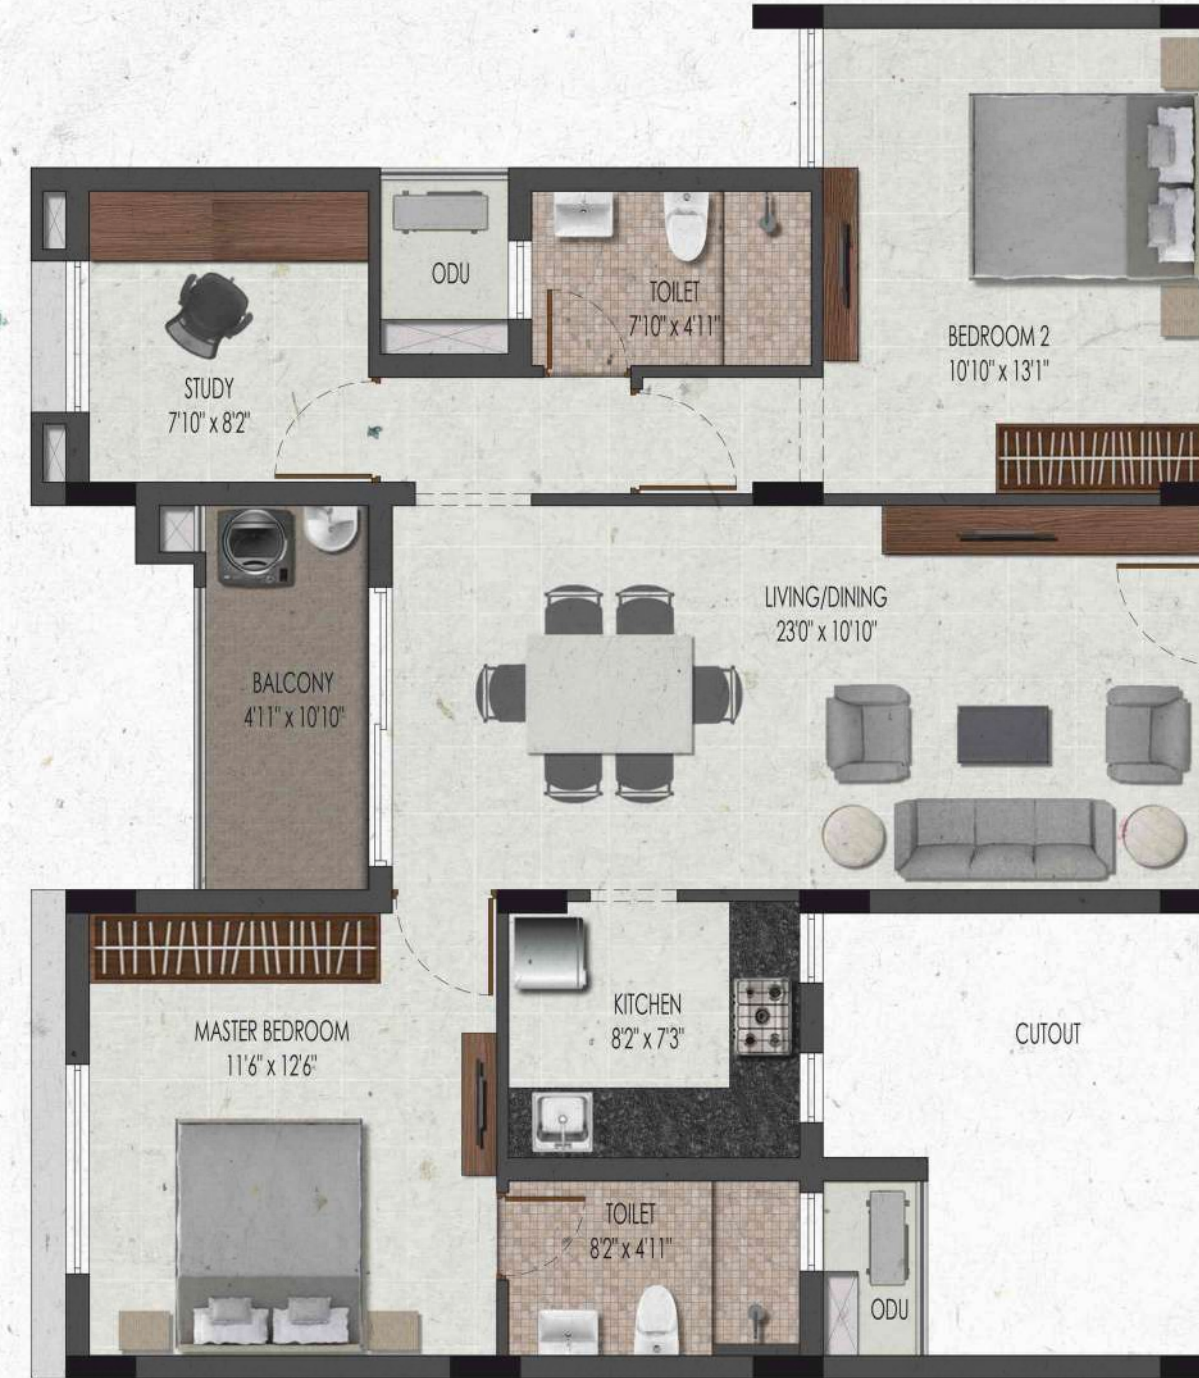 ODU
TOILET
7'10" x 4'11"
BEDROOM 2
10'10" x 13'1"
STUDY
7'10" x 8'2"
LIVING/DINING
23'0" x 10'10"
BALCONY
4'11" x 10'10"
MASTER BEDROOM
11'6" x 12'6"
KITCHEN
8'2" x 7'3"
CUTOUT
TOILET
8'2" x 4'11"
ODU